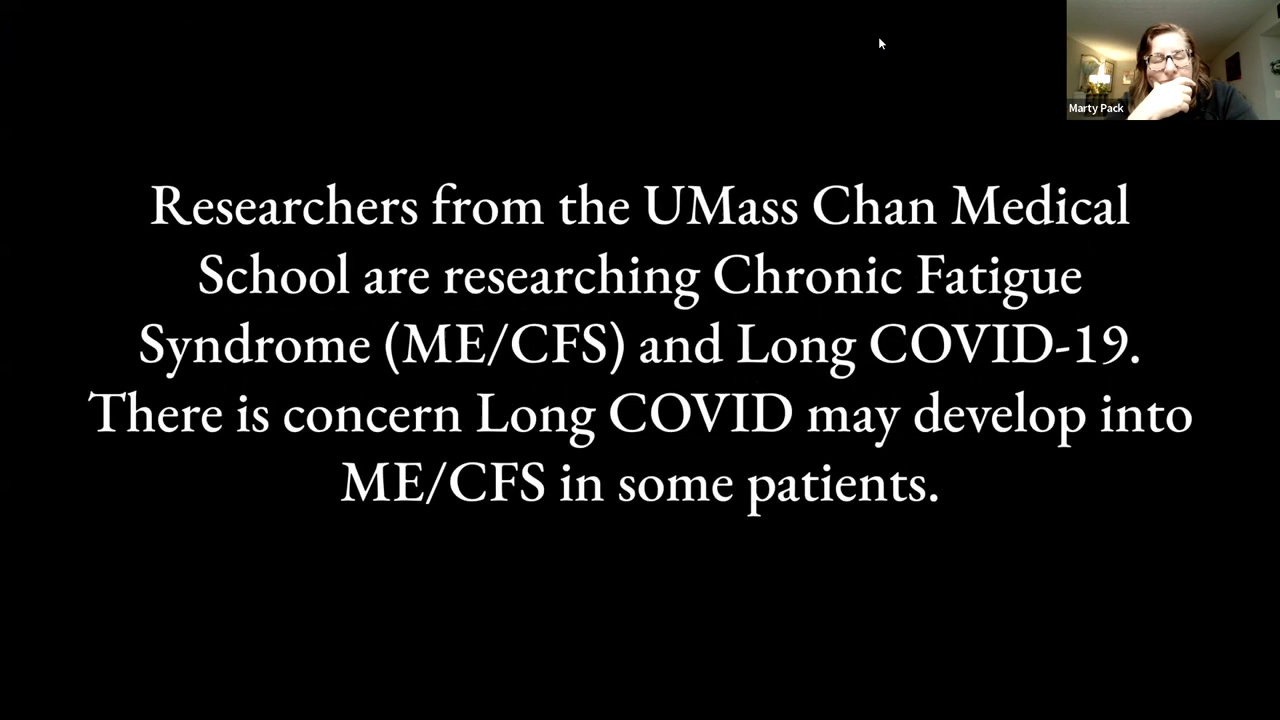 Marty Pack
Researchers from the UMass Chan Medical
School are researching Chronic Fatigue
Syndrome (ME/CFS) and Long COVID-19.
There is concern Long COVID may develop into
ME/CFS in some patients.